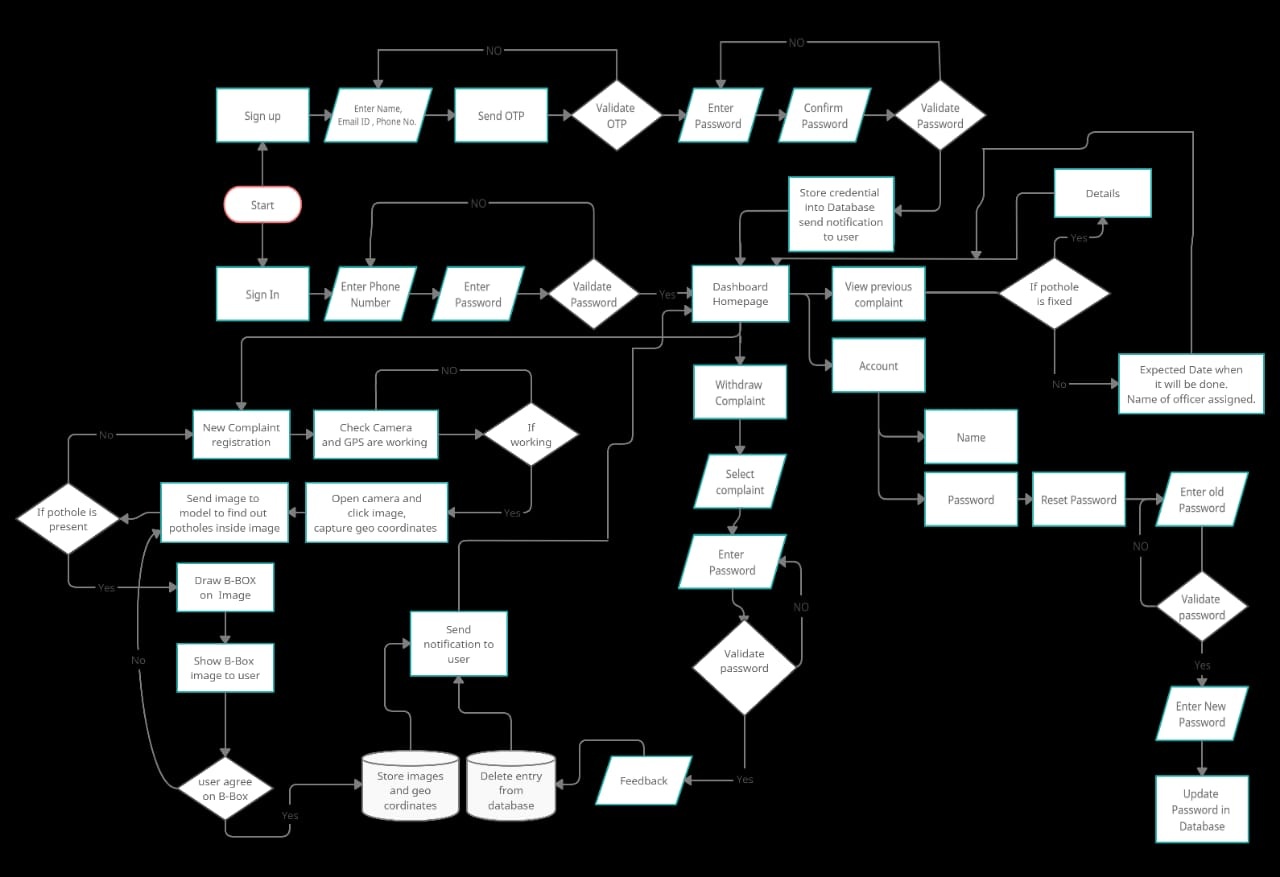 NO
NO
Sign up
Enter Name,
Email ID , Phone No.
Send OTP
Validate
OTP
Enter
Password
Confirm
Password
Validate
Password
Start
Store credential
into Database
send notification
to user
Details
Yes
NO
Sign In
Enter Phone
Number
Enter
Password
Vaildate
Password
Yes
Dashboard
Homepage
View previous
complaint
If pothole
is fixed
Account
No
Expected Date when
it will be done.
Name of officer assigned.
NO
Withdraw
Complaint
No
New Complaint
registration
Check Camera
and GPS are working
If
working
Name
Select
complaint
Password
Reset Password
Enter old
Password
If pothole is
present
Send image to
model to find out
potholes inside image
Open camera and
click image,
capture geo coordinates
Yes
NO
Enter
Password
Yes
Draw B-BOX
on Image
NO
Validate
password
Send
notification to
user
Validate
password
No
Show B-Box
image to user
Yes
Enter New
Password
user agree
on B-Box
Yes
Store images
and geo
cordinates
Delete entry
from
database
Feedback
Yes
Update
Password in
Database